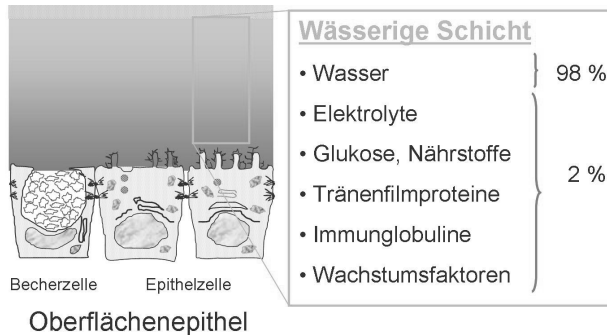 Wässerige Schicht
• Wasser } 98 %
• Elektrolyte
• Glukose, Nährstoffe
• Tränenfilmproteine } 2 %
• Immunglobuline
• Wachstumsfaktoren
Becherzelle Epithelzelle
Oberflächenepithel